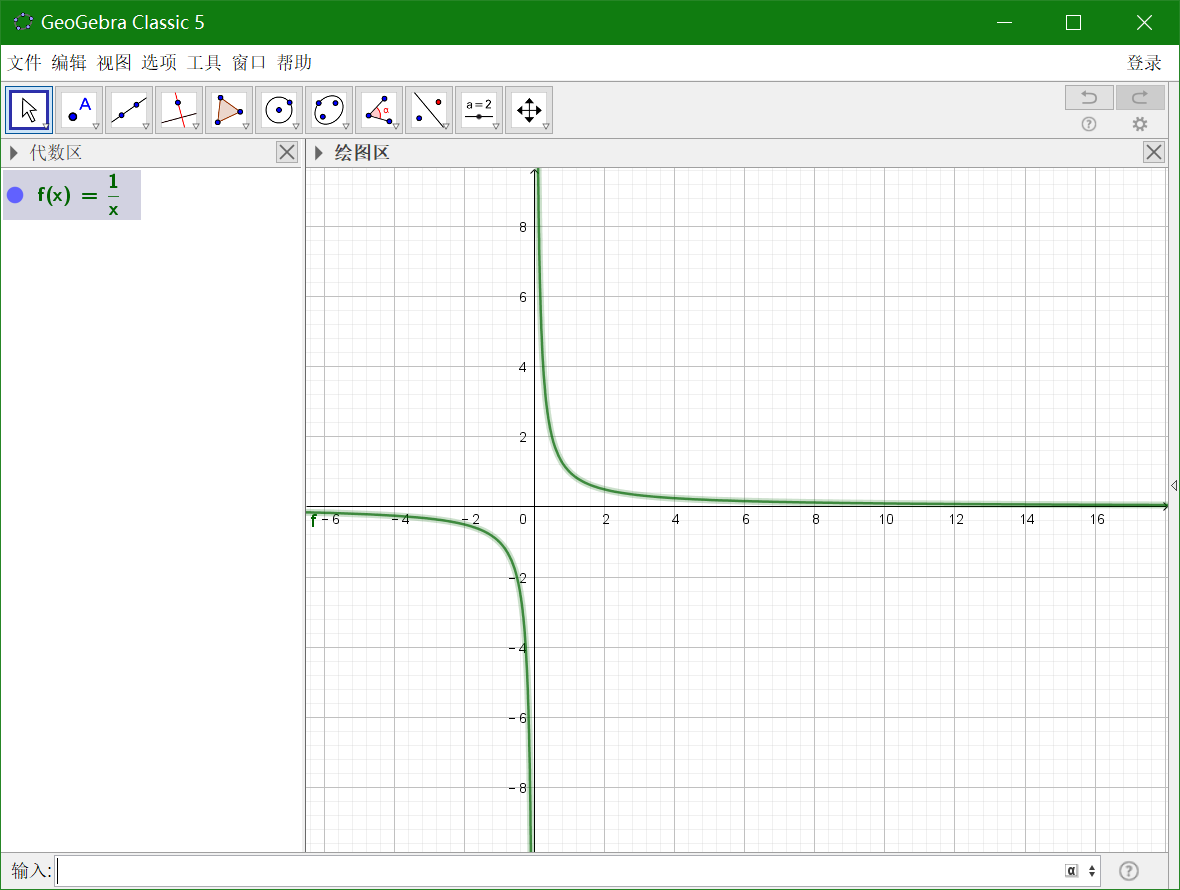 GeoGebra Classic 5
文件 编辑 视图 选项 工具 窗口 帮助 登录
A α a = 2
代数区 绘图区
f(x) = 1/x
8
6
4
2
f – 6 – 4 – 2 0 2 4 6 8 10 12 14 16
– 2
– 4
– 6
– 8
输入: α ?